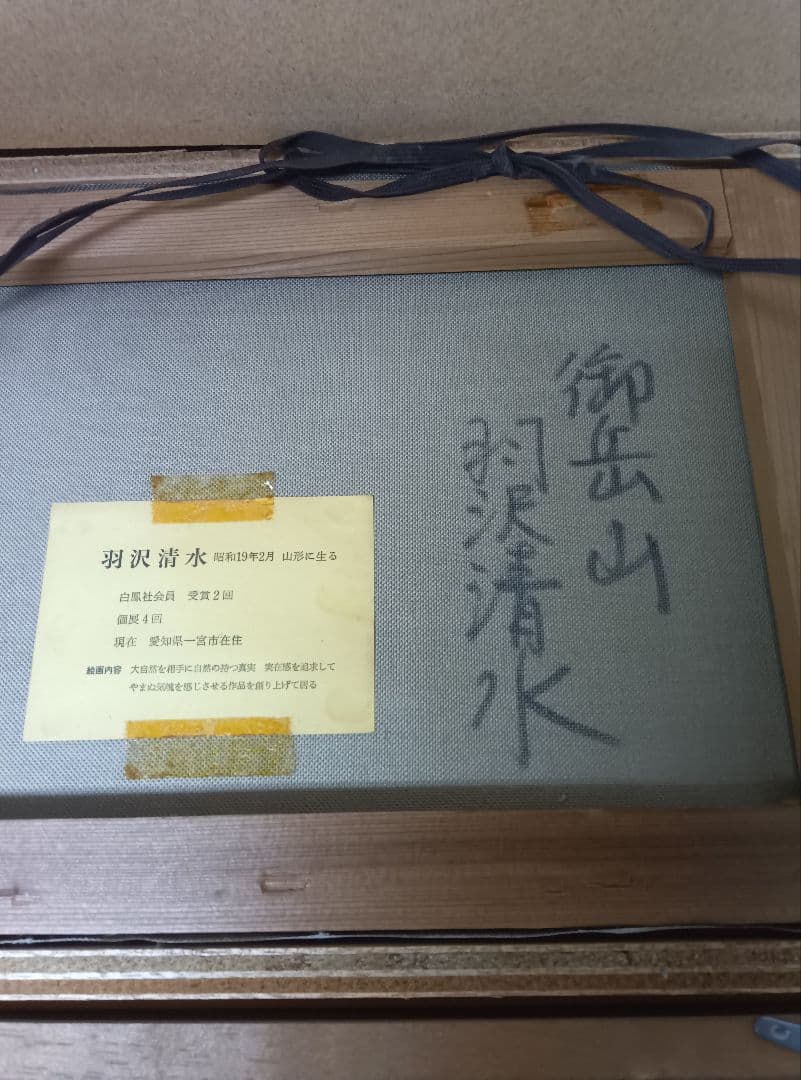 御岳山
羽沢清水
羽沢清水 昭和19年2月 山形に生る
白鳳社会員 受賞2回
個展4回
現在 愛知県一宮市在住
絵画内容 大自然を相手に自然の持つ真実 実在感を追求して
やまぬ気魄を感じさせる作品を創り上げて居る